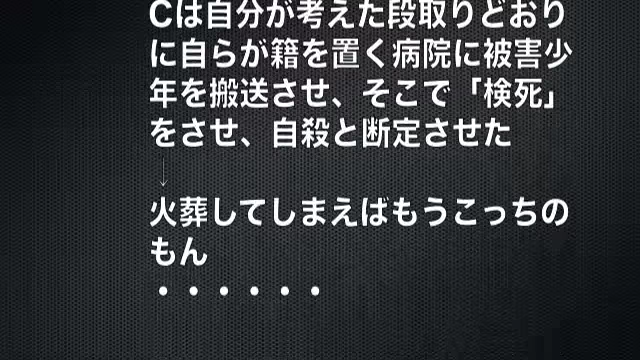 Cは自分が考えた段取りどおり
に自らが籍を置く病院に被害少
年を搬送させ、そこで「検死」
をさせ、自殺と断定させた
↓
火葬してしまえばもうこっちの
もん
・・・・・・